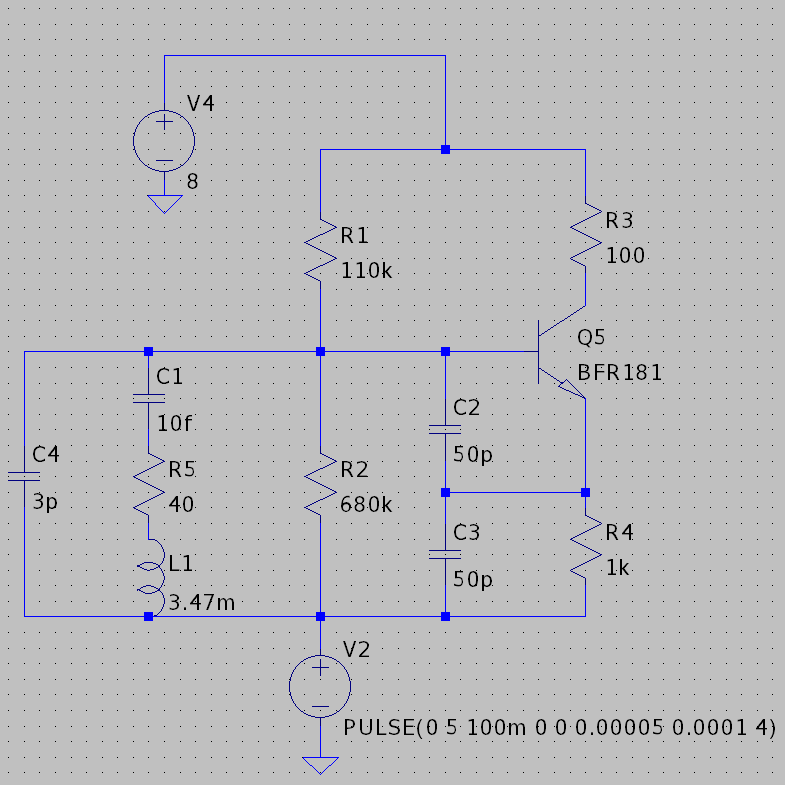 V4
8
R1
110k
R3
100
Q5
BFR181
C1
10f
C2
50p
C4
3p
R5
40
R2
680k
C3
50p
R4
1k
L1
3.47m
V2
PULSE(0 5 100m 0 0 0.00005 0.0001 4)